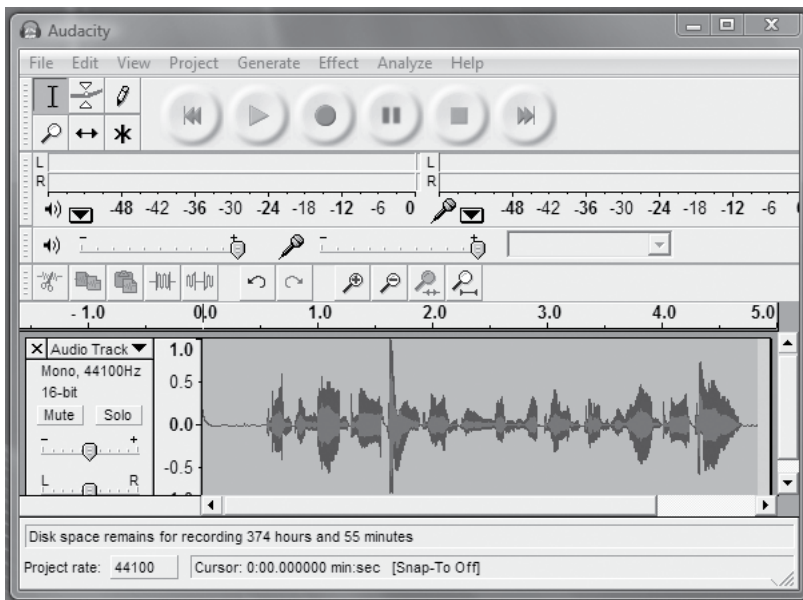 Audacity
File Edit View Project Generate Effect Analyze Help
L
R
-48 -42 -36 -30 -24 -18 -12 -6 0
L
R
-48 -42 -36 -30 -24 -18 -12 -6
- +
- +
- 1.0 0.0 1.0 2.0 3.0 4.0 5.0
X Audio Track
Mono, 44100Hz
16-bit
Mute Solo
- +
L R
1.0
0.5
0.0
-0.5
Disk space remains for recording 374 hours and 55 minutes
Project rate: 44100 Cursor: 0:00.000000 min:sec [Snap-To Off]